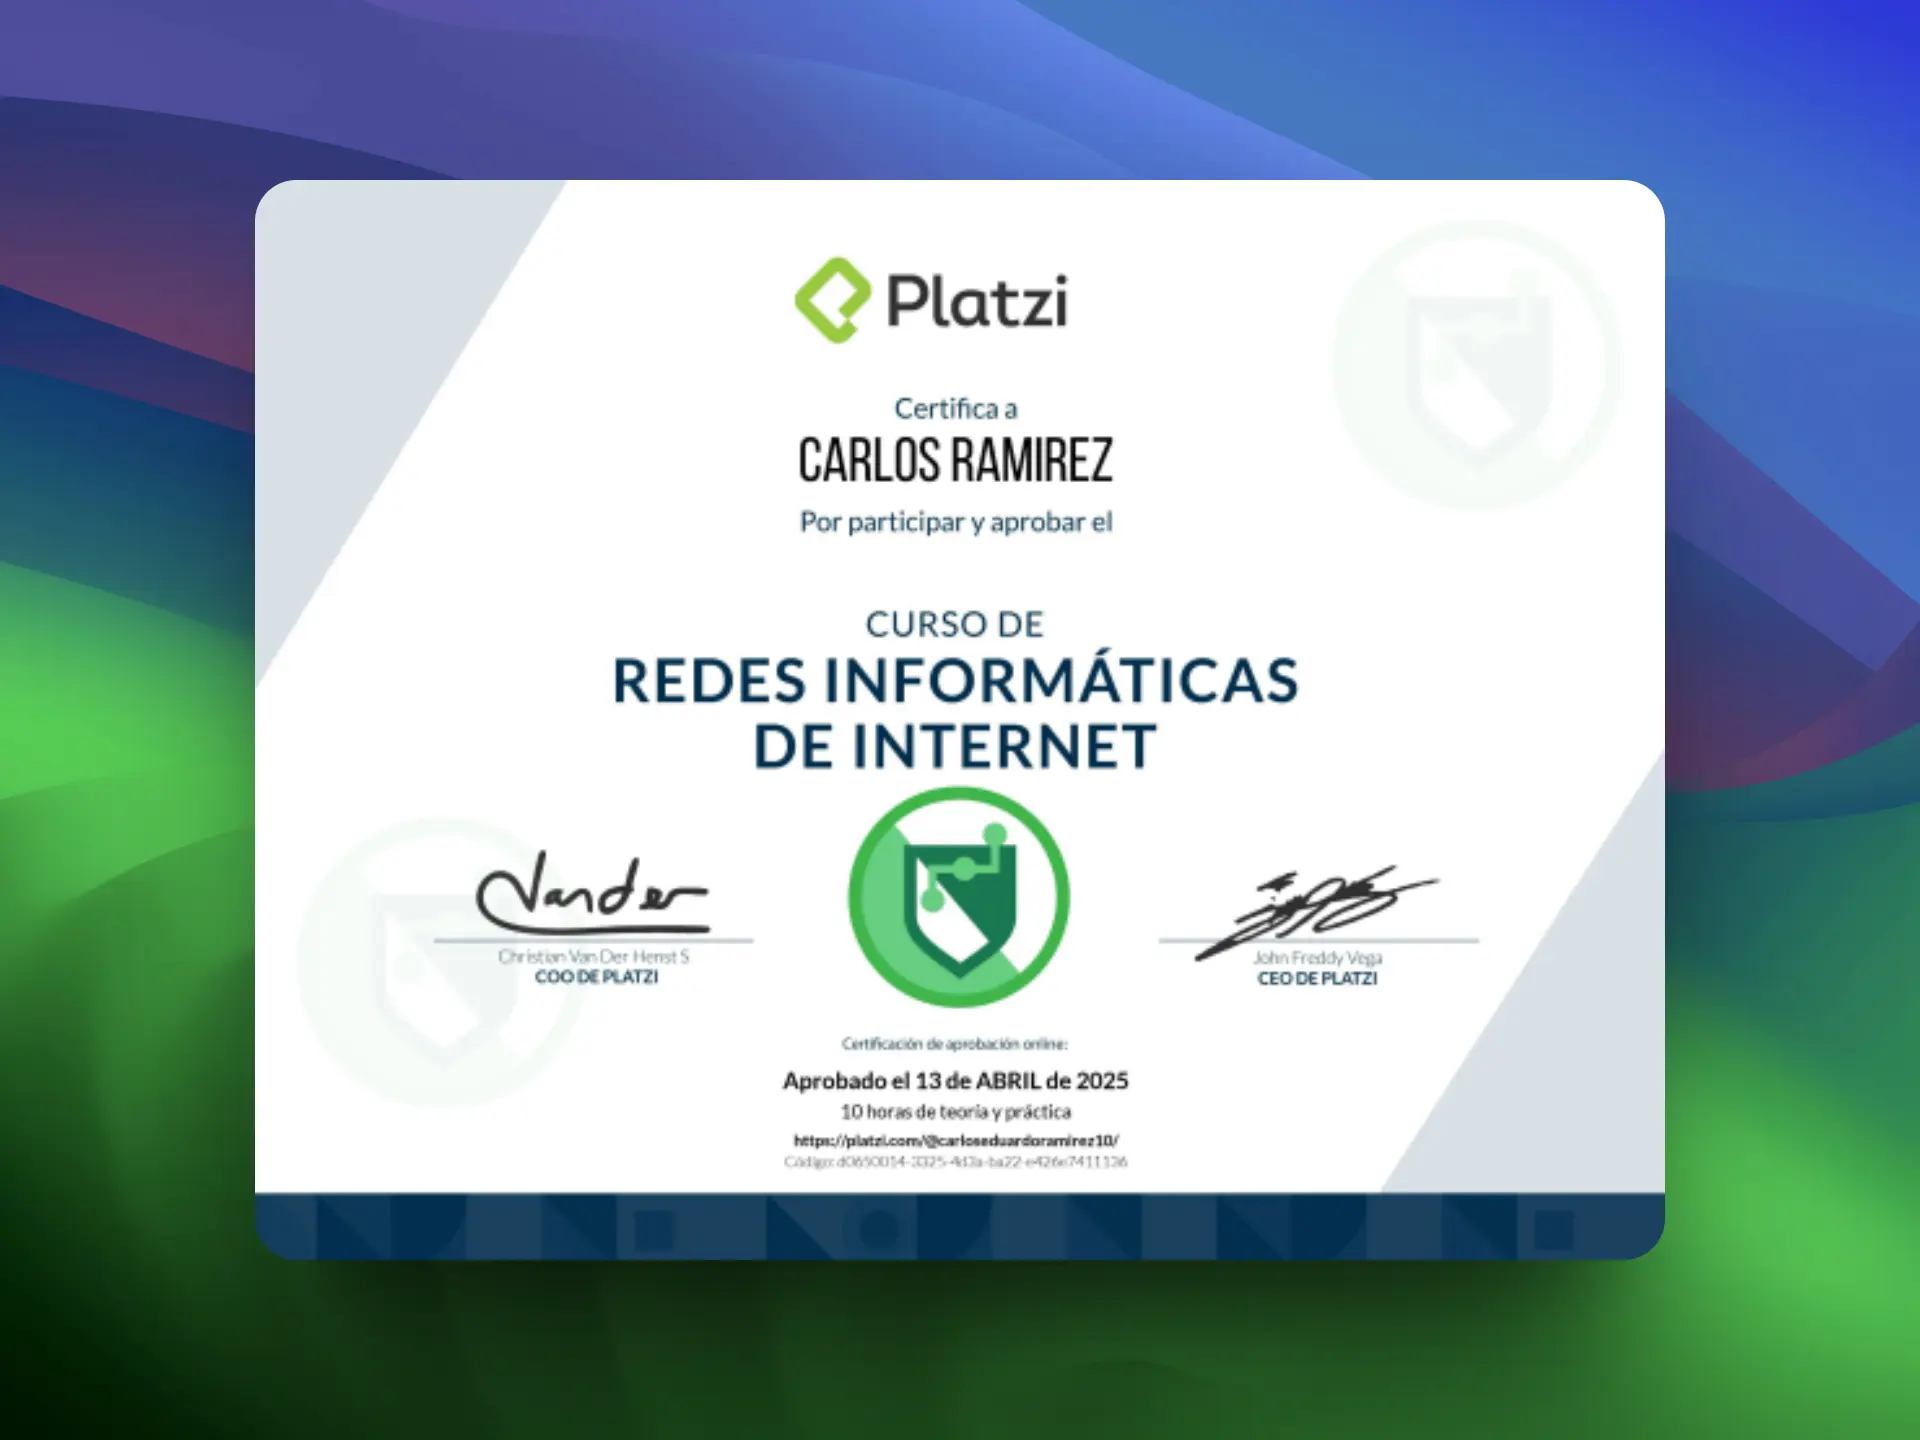 Platzi
Certifica a
CARLOS RAMIREZ
Por participar y aprobar el
CURSO DE
REDES INFORMÁTICAS
DE INTERNET
Vander
Christian Van Der Henst S
COO DE PLATZI
John Freddy Vega
CEO DE PLATZI
Certificación de aprobación online:
Aprobado el 13 de ABRIL de 2025
10 horas de teoría y práctica
https://platzi.com/@carloseduardoramirez10/
Código: